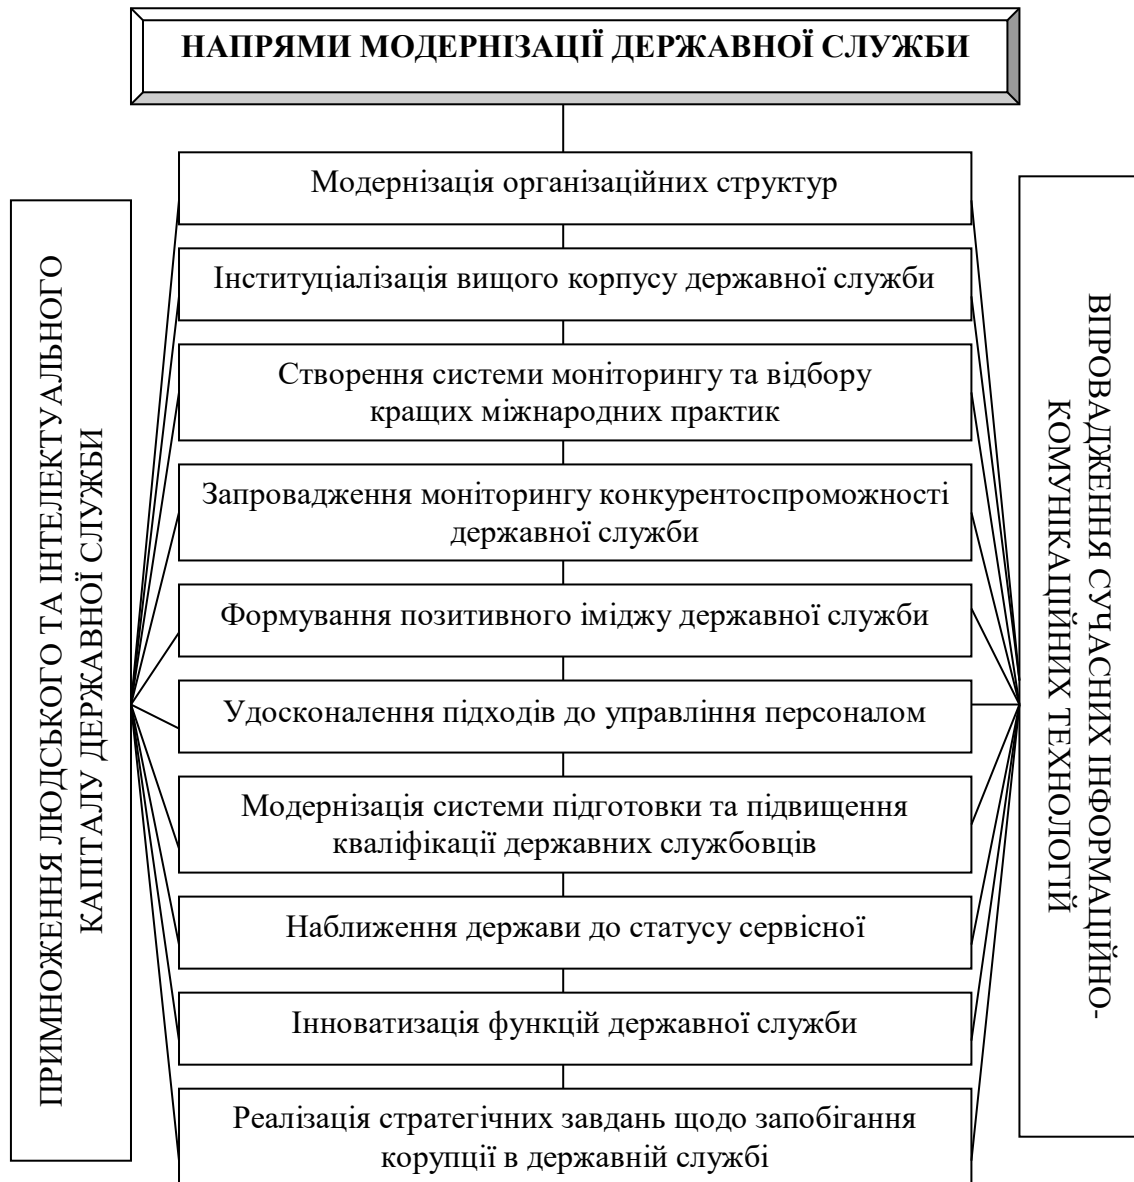 НАПРЯМИ МОДЕРНІЗАЦІЇ ДЕРЖАВНОЇ СЛУЖБИ
ПРИМНОЖЕННЯ ЛЮДСЬКОГО ТА ІНТЕЛЕКТУАЛЬНОГО
КАПІТАЛУ ДЕРЖАВНОЇ СЛУЖБИ
Модернізація організаційних структур
Інституціалізація вищого корпусу державної служби
Створення системи моніторингу та відбору
кращих міжнародних практик
Запровадження моніторингу конкурентоспроможності
державної служби
Формування позитивного іміджу державної служби
Удосконалення підходів до управління персоналом
Модернізація системи підготовки та підвищення
кваліфікації державних службовців
Наближення держави до статусу сервісної
Інноватизація функцій державної служби
Реалізація стратегічних завдань щодо запобігання
корупції в державній службі
ВПРОВАДЖЕННЯ СУЧАСНИХ ІНФОРМАЦІЙНО-
КОМУНІКАЦІЙНИХ ТЕХНОЛОГІЙ